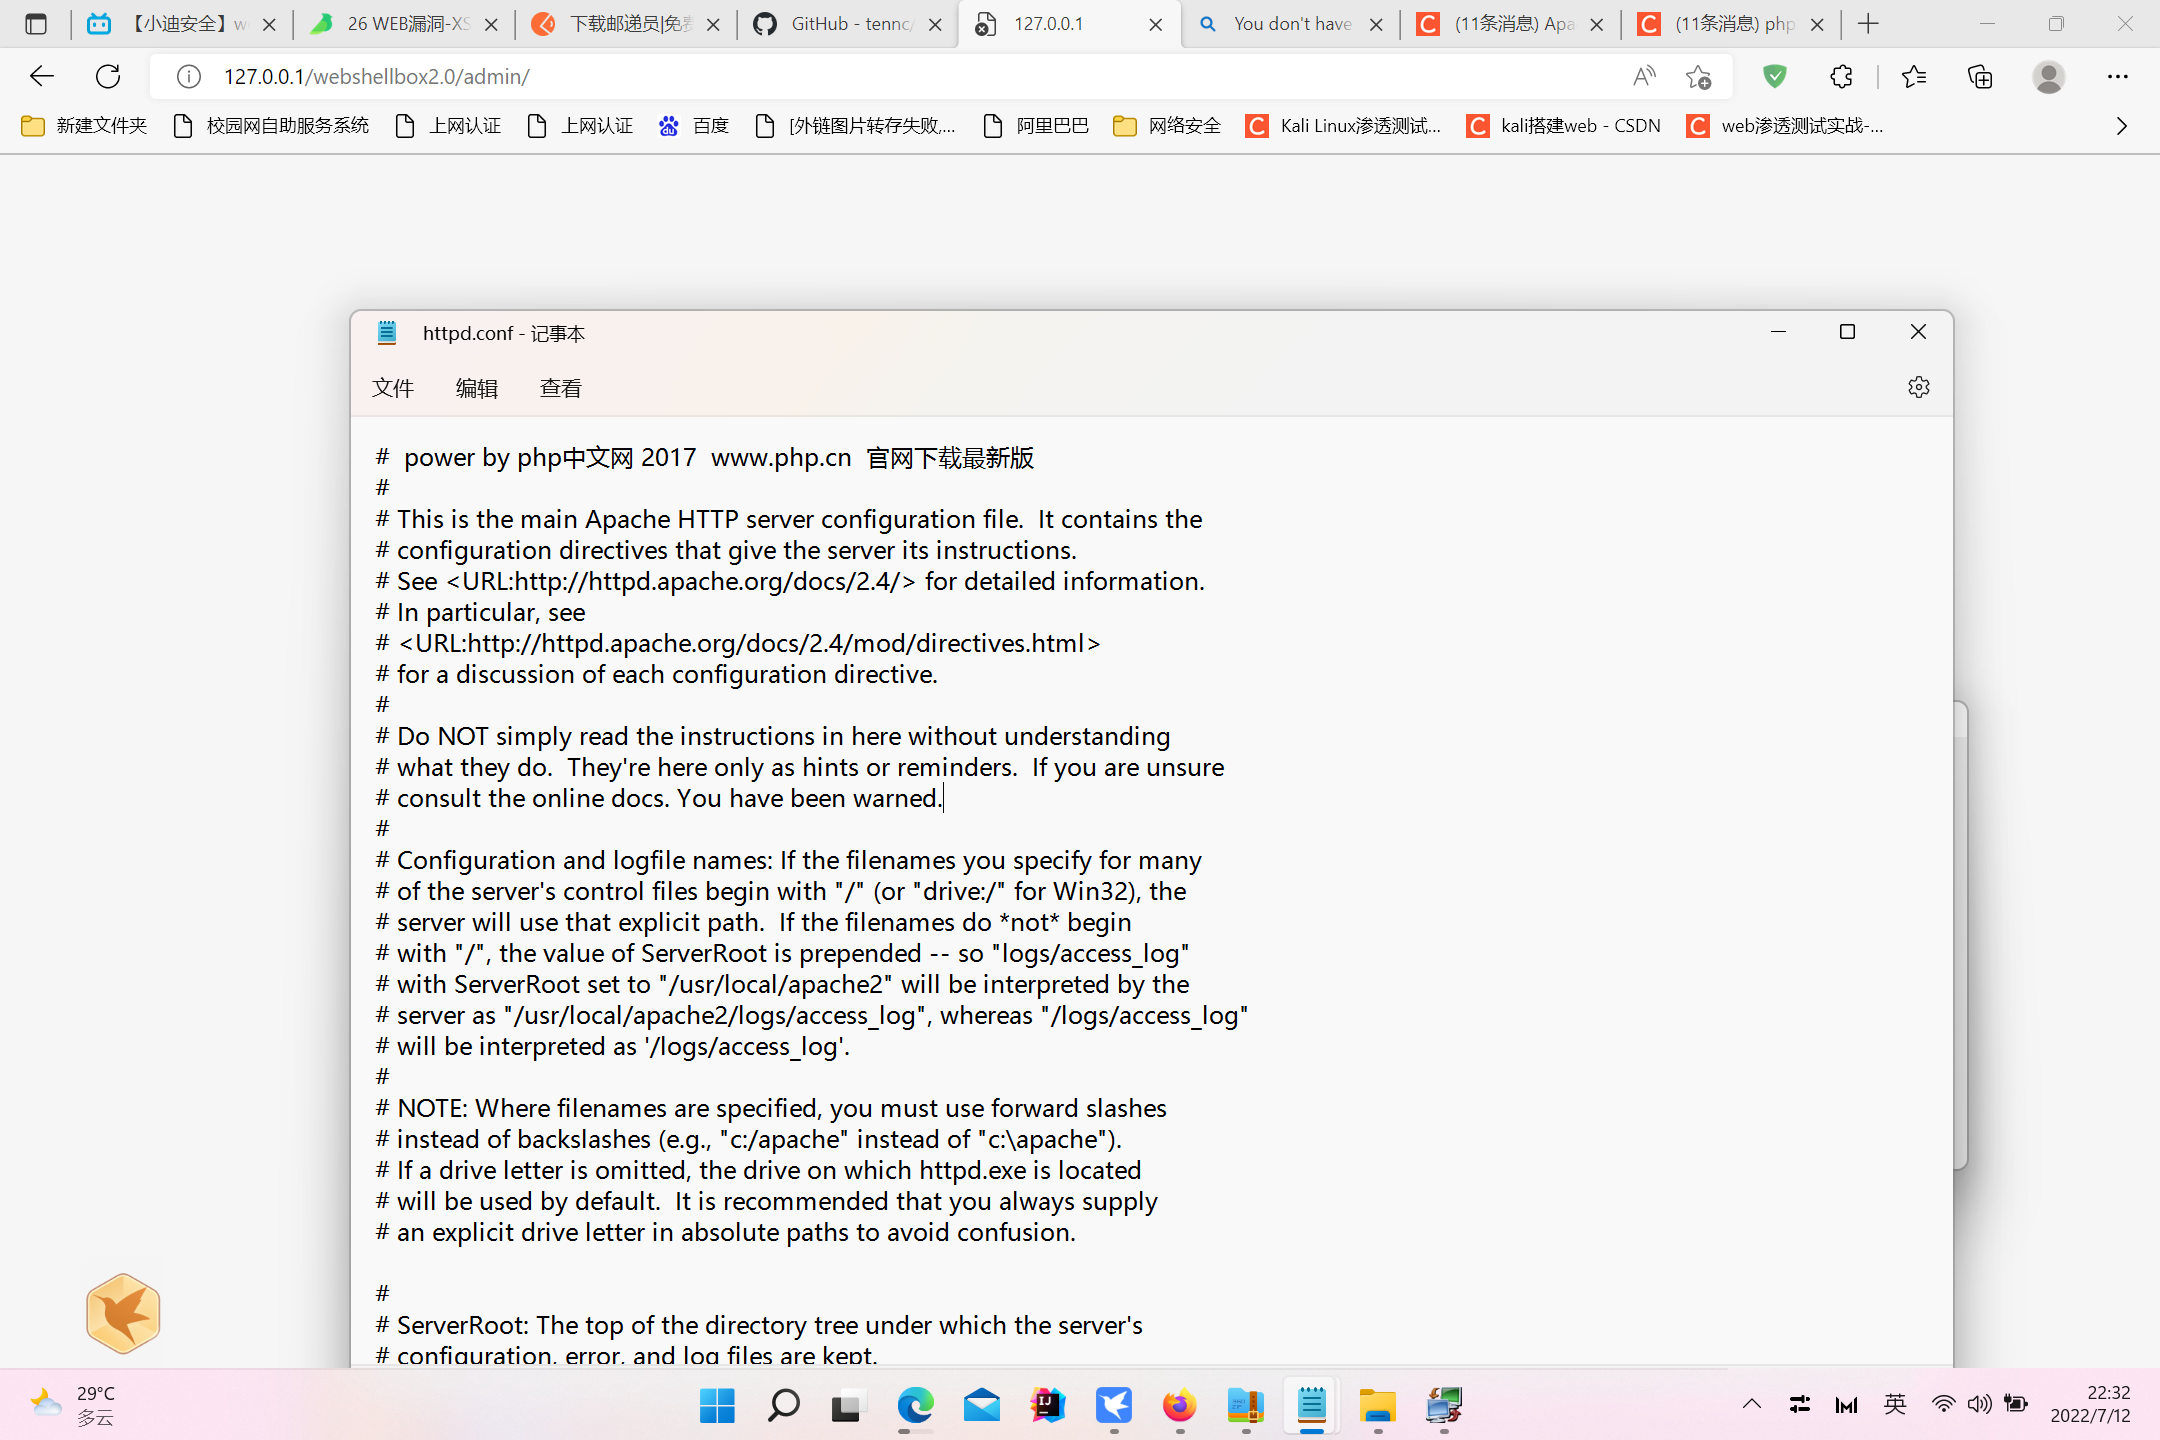 【小迪安全】w
26 WEB漏洞-XS
下载邮递员|免费
GitHub - tennc/
127.0.0.1
You don't have
(11条消息) Apa
(11条消息) php
127.0.0.1/webshellbox2.0/admin/
新建文件夹
校园网自助服务系统
上网认证
上网认证
百度
[外链图片转存失败,...
阿里巴巴
网络安全
Kali Linux渗透测试...
kali搭建web - CSDN
web渗透测试实战-...
httpd.conf - 记事本
文件 编辑 查看
# power by php中文网 2017 www.php.cn 官网下载最新版
#
# This is the main Apache HTTP server configuration file.  It contains the
# configuration directives that give the server its instructions.
# See <URL:http://httpd.apache.org/docs/2.4/> for detailed information.
# In particular, see
# <URL:http://httpd.apache.org/docs/2.4/mod/directives.html>
# for a discussion of each configuration directive.
#
# Do NOT simply read the instructions in here without understanding
# what they do.  They're here only as hints or reminders.  If you are unsure
# consult the online docs. You have been warned.
#
# Configuration and logfile names: If the filenames you specify for many
# of the server's control files begin with "/" (or "drive:/" for Win32), the
# server will use that explicit path.  If the filenames do *not* begin
# with "/", the value of ServerRoot is prepended -- so "logs/access_log"
# with ServerRoot set to "/usr/local/apache2" will be interpreted by the
# server as "/usr/local/apache2/logs/access_log", whereas "/logs/access_log"
# will be interpreted as '/logs/access_log'.
#
# NOTE: Where filenames are specified, you must use forward slashes
# instead of backslashes (e.g., "c:/apache" instead of "c:\apache").
# If a drive letter is omitted, the drive on which httpd.exe is located
# will be used by default.  It is recommended that you always supply
# an explicit drive letter in absolute paths to avoid confusion.
#
# ServerRoot: The top of the directory tree under which the server's
# configuration, error, and log files are kept.
29°C
多云
英
22:32
2022/7/12